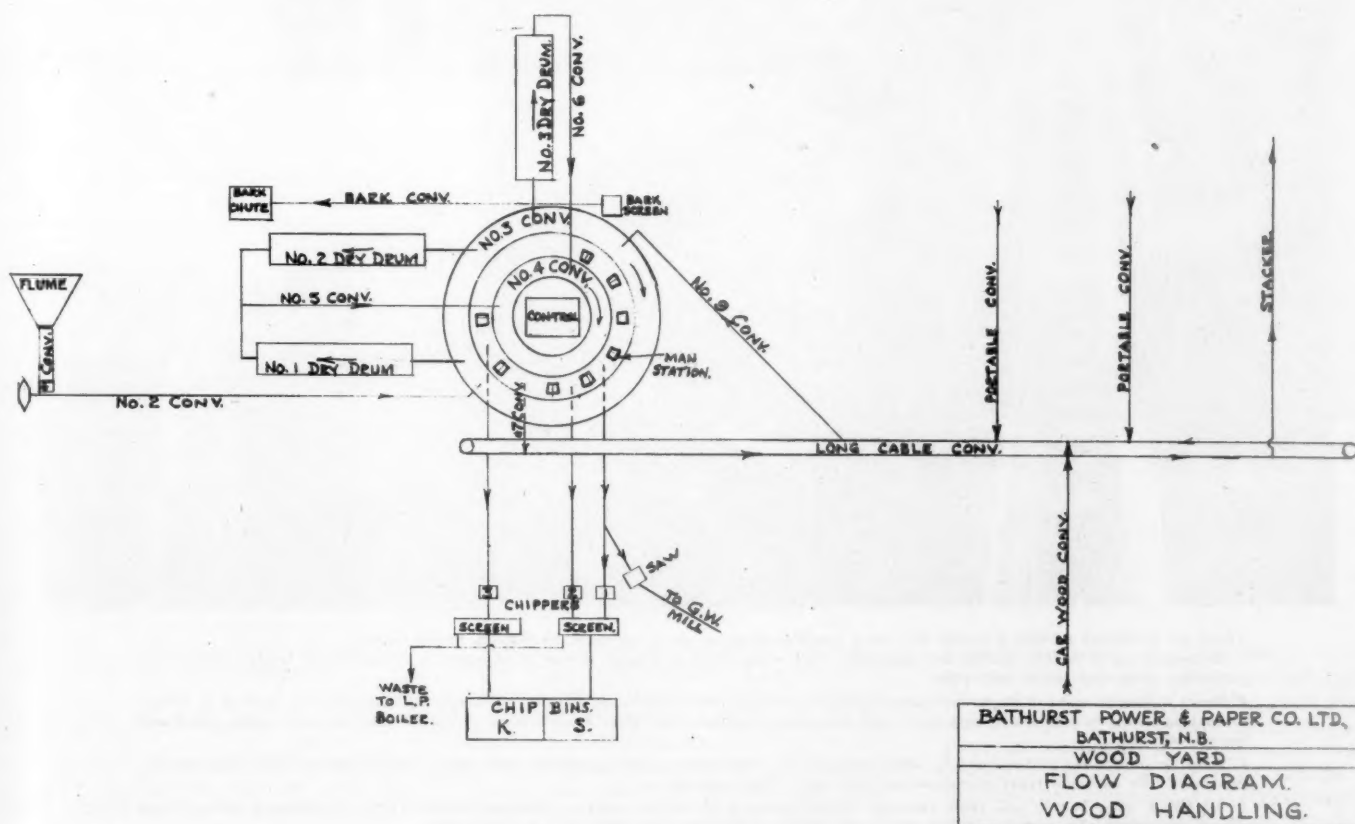 No. 3 DRY DRUM.
No. 6 CONV.
BARK CHUTE
BARK CONV.
BARK SCREEN
NO. 3 CONV.
No. 2 DRY DRUM
NO. 4 CONV.
FLUME
No. 5 CONV.
CONTROL
No. 9 CONV.
PORTABLE CONV.
PORTABLE CONV.
STACKER.
#1 CONV.
No. 1 DRY DRUM
MAN
STATION.
No. 2 CONV.
#7 CONV.
LONG CABLE CONV.
CAR WOOD CONV.
SAW
CHIPPERS
TO G.W.
MILL
SCREEN
SCREEN.
WASTE
TO L.P.
BOILER.
CHIP BINS.
K. S.
BATHURST POWER & PAPER CO. LTD,
BATHURST, N.B.
WOOD YARD
FLOW DIAGRAM.
WOOD HANDLING.